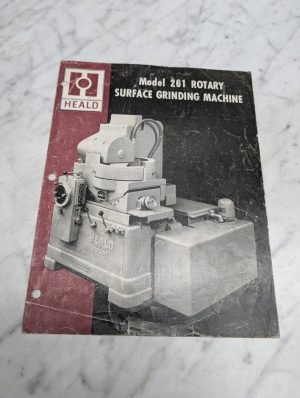 HEALD
Model 261 ROTARY
SURFACE GRINDING MACHINE
HEALD